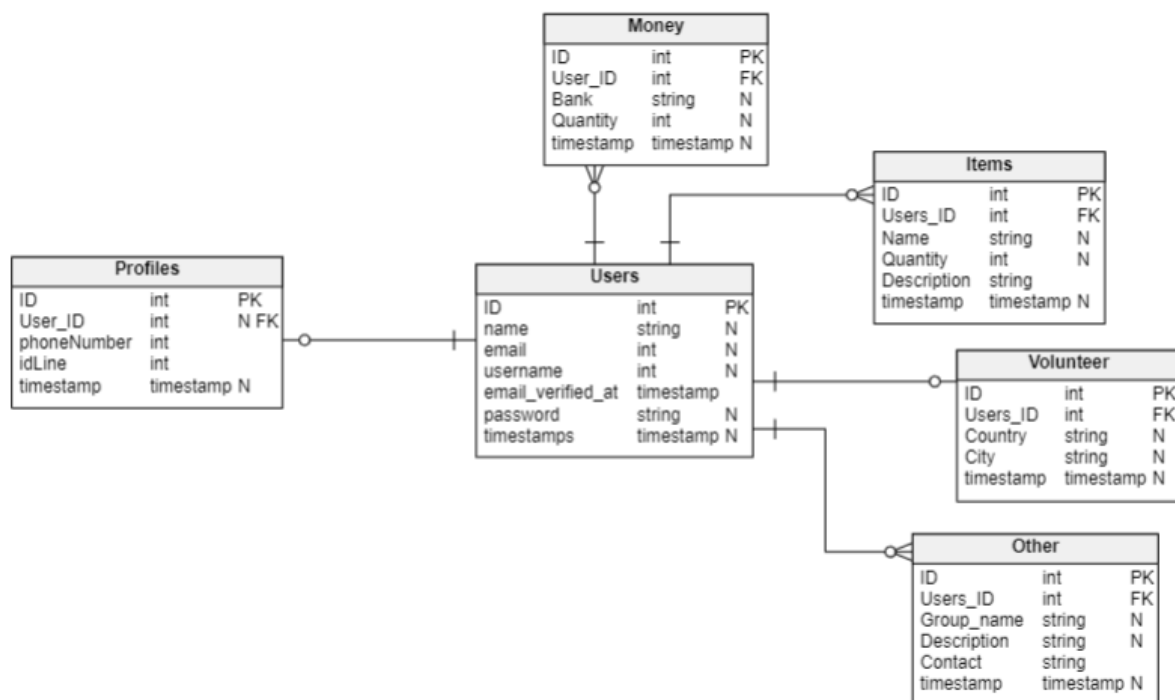 Money
ID int PK
User_ID int FK
Bank string N
Quantity int N
timestamp timestamp N
Items
ID int PK
Users_ID int FK
Name string N
Quantity int N
Description string
timestamp timestamp N
Profiles
ID int PK
User_ID int N FK
phoneNumber int
idLine int
timestamp timestamp N
Users
ID int PK
name string N
email int N
username int N
email_verified_at timestamp
password string N
timestamps timestamp N
Volunteer
ID int PK
Users_ID int FK
Country string N
City string N
timestamp timestamp N
Other
ID int PK
Users_ID int FK
Group_name string N
Description string N
Contact string
timestamp timestamp N